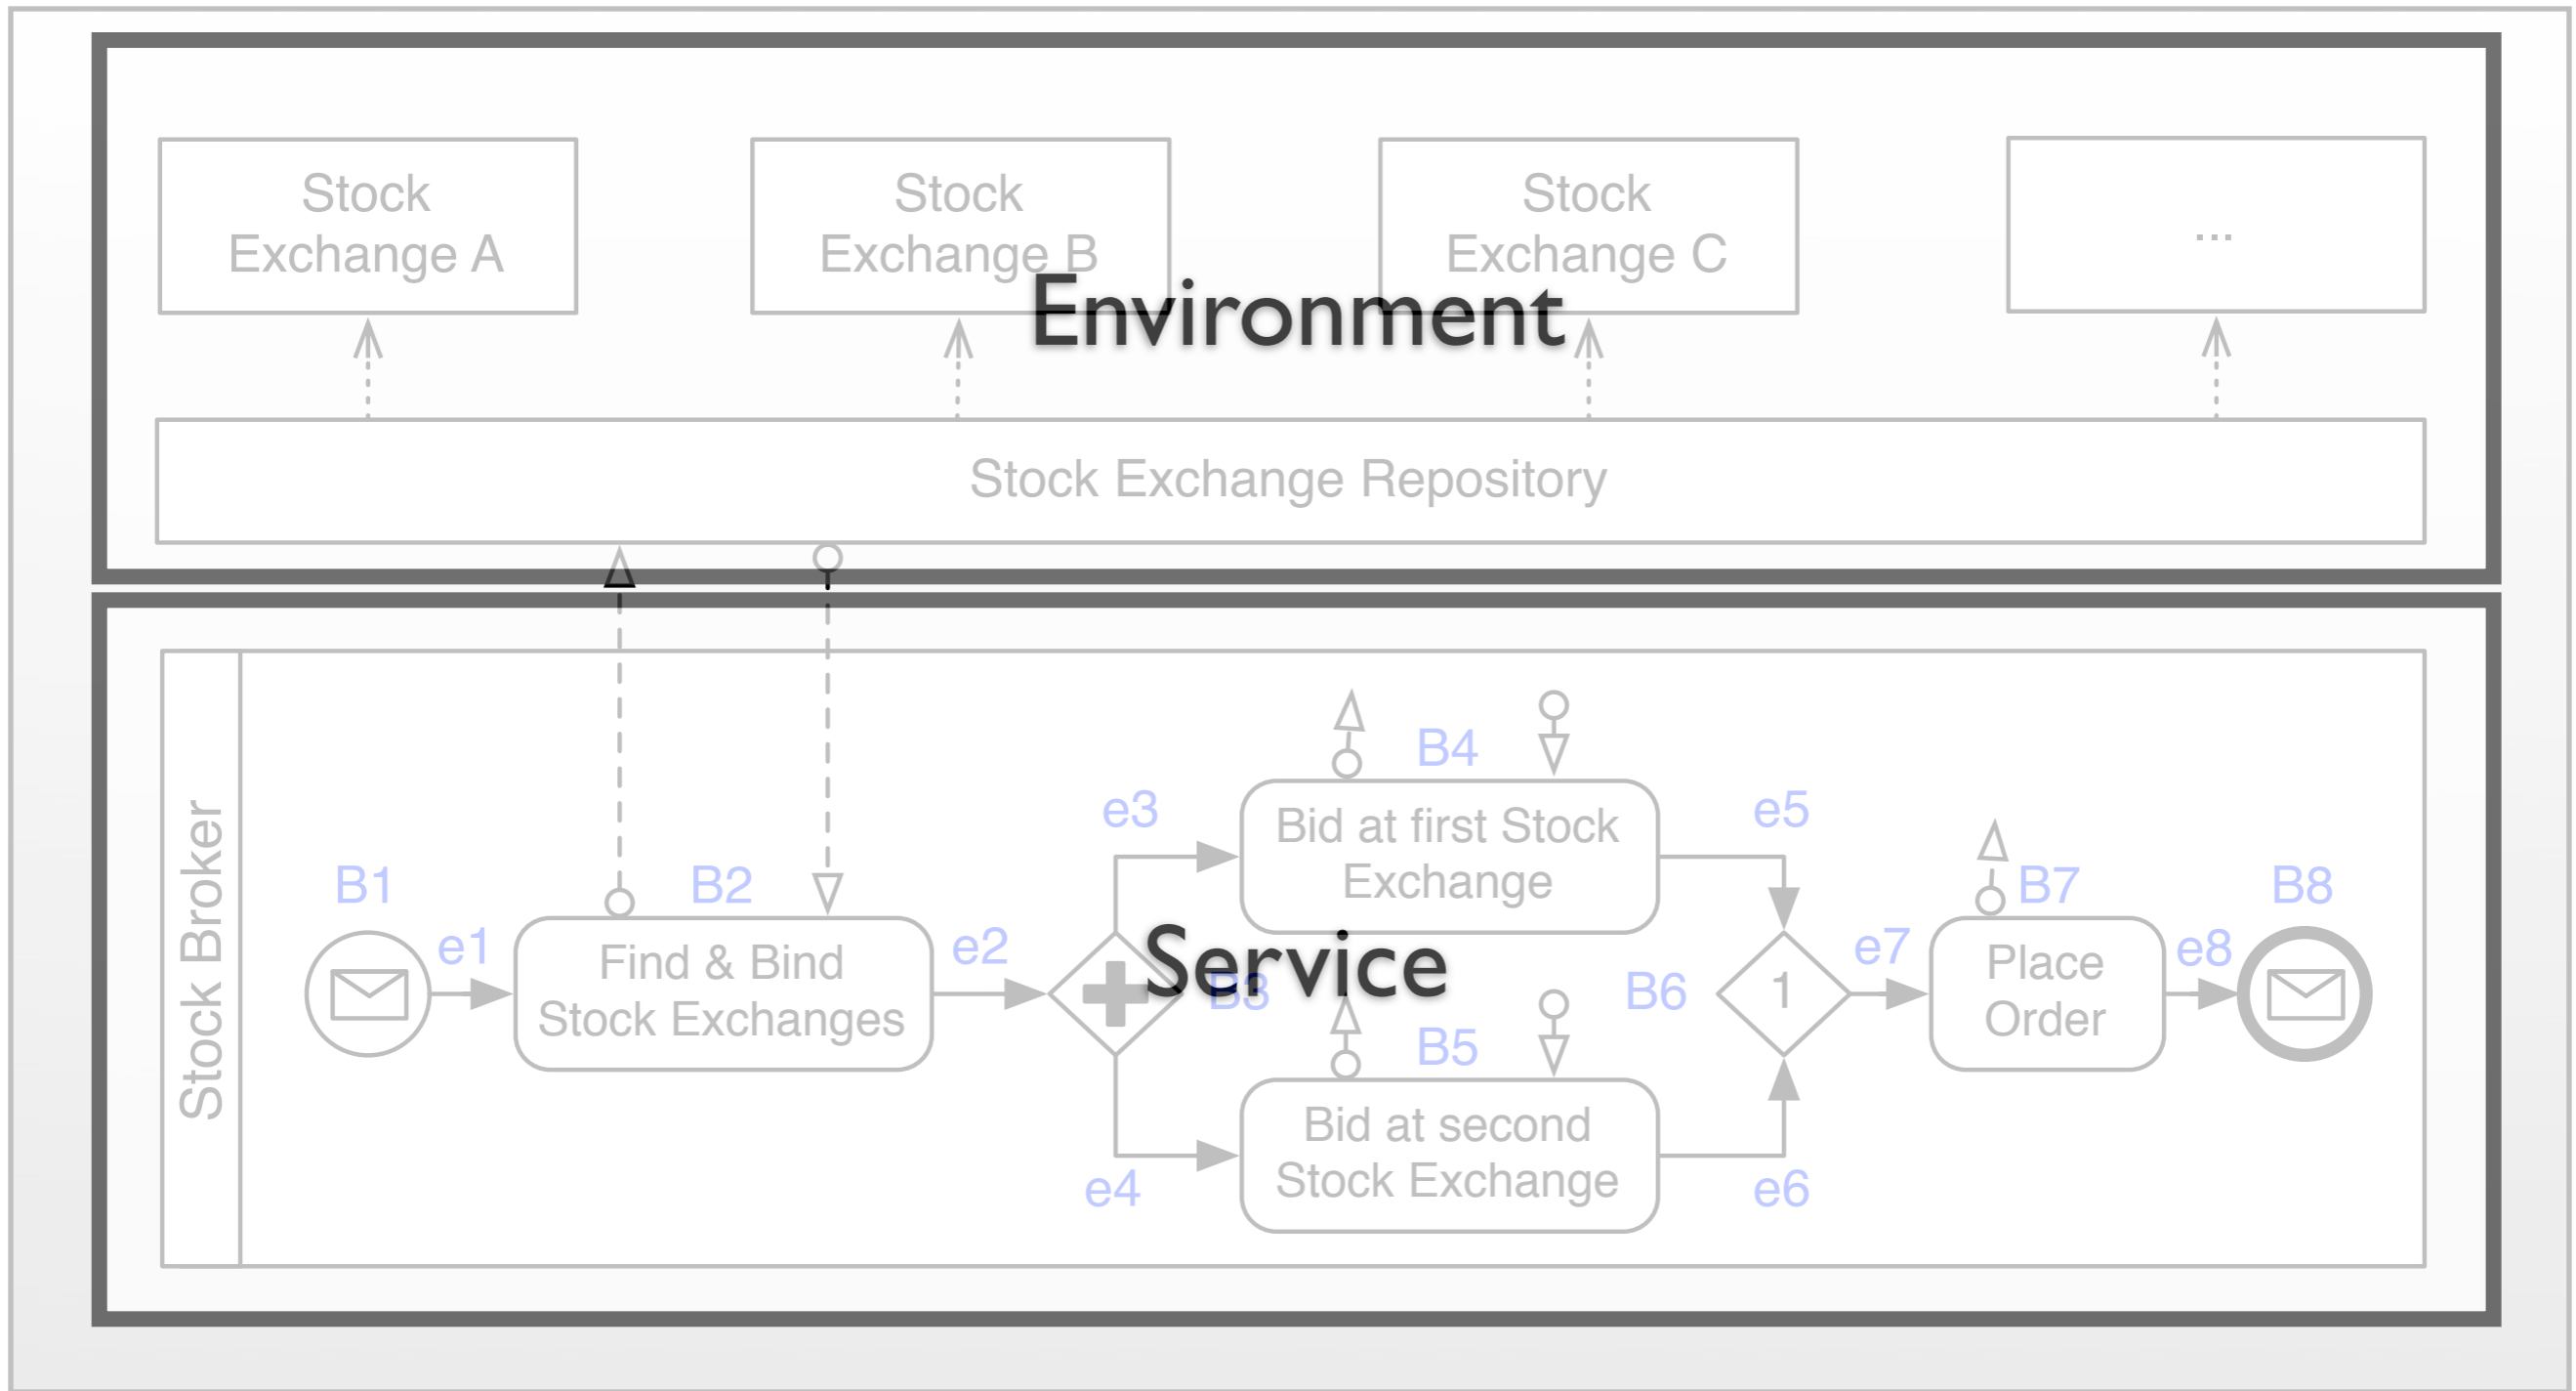 Stock
Exchange A
Stock
Exchange B
Stock
Exchange C
...
Environment
Stock Exchange Repository
Stock Broker
B1
e1
B2
Find & Bind
Stock Exchanges
e2
B3
e3
e4
B4
Bid at first Stock
Exchange
Service
B5
Bid at second
Stock Exchange
e5
e6
B6
1
e7
B7
Place
Order
e8
B8